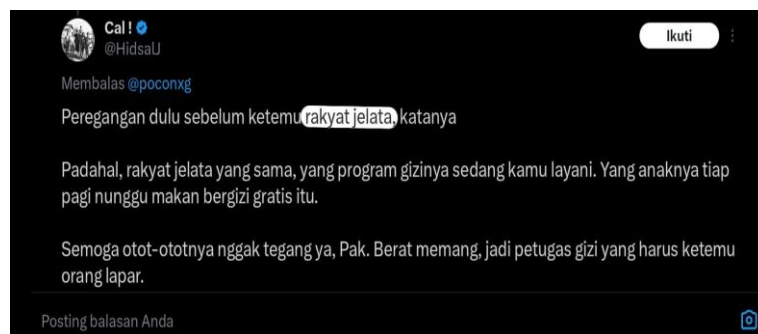 Cal !
@HidsaU
Ikuti
Membalas @poconxg
Peregangan dulu sebelum ketemu rakyat jelata, katanya
Padahal, rakyat jelata yang sama, yang program gizinya sedang kamu layani. Yang anaknya tiap
pagi nunggu makan bergizi gratis itu.
Semoga otot-ototnya nggak tegang ya, Pak. Berat memang, jadi petugas gizi yang harus ketemu
orang lapar.
Posting balasan Anda